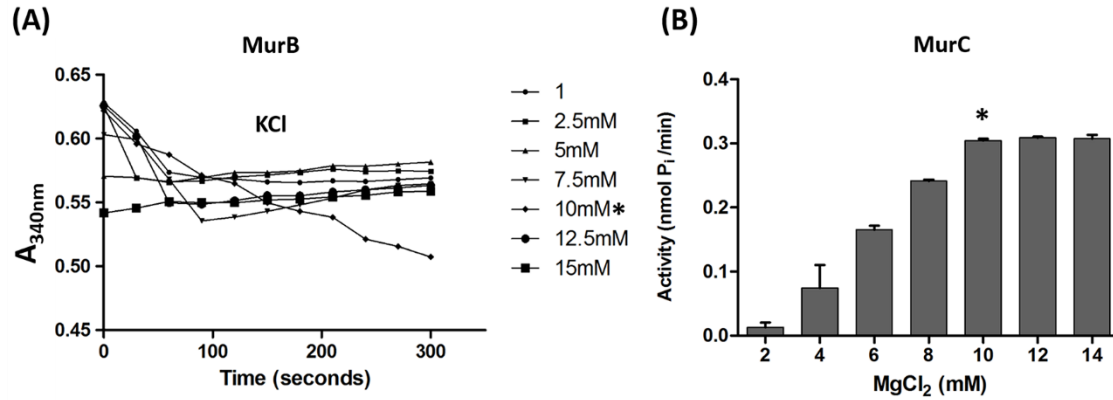 (A)
MurB
KCl
A340nm
0.65
0.60
0.55
0.50
0.45
0
100
200
300
Time (seconds)
1
2.5mM
5mM
7.5mM
10mM*
12.5mM
15mM
(B)
MurC
Activity (nmol Pi /min)
0.4
0.3
0.2
0.1
0.0
*
2
4
6
8
10
12
14
MgCl2 (mM)